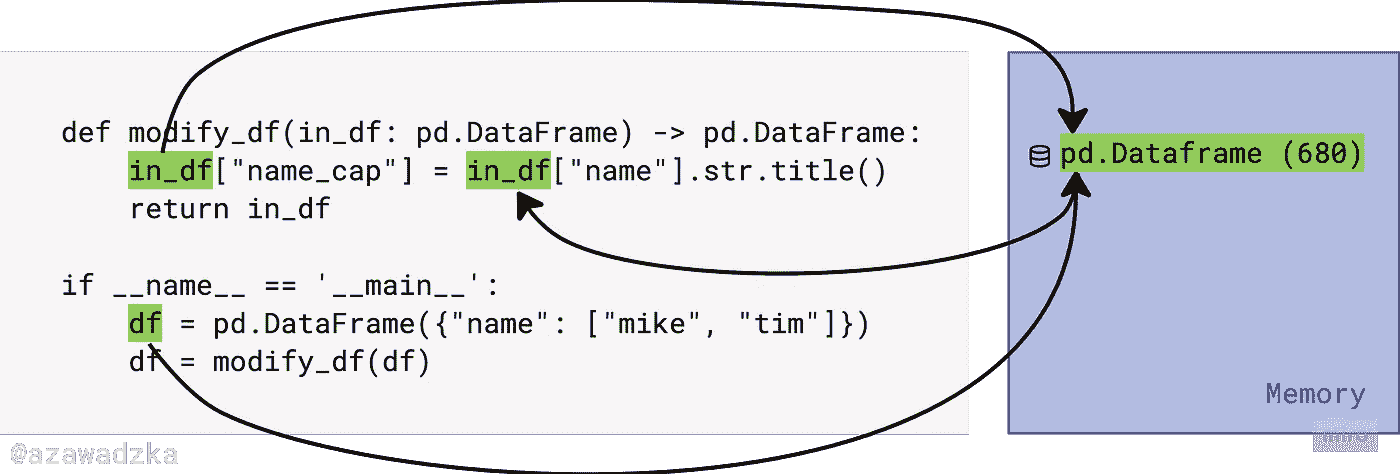 def modify_df(in_df: pd.DataFrame) -> pd.DataFrame:
in_df["name_cap"] = in_df["name"].str.title()
return in_df
if __name__ == '__main__':
df = pd.DataFrame({"name": ["mike", "tim"]})
df = modify_df(df)
@azawadzka
pd.Dataframe (680)
Memory